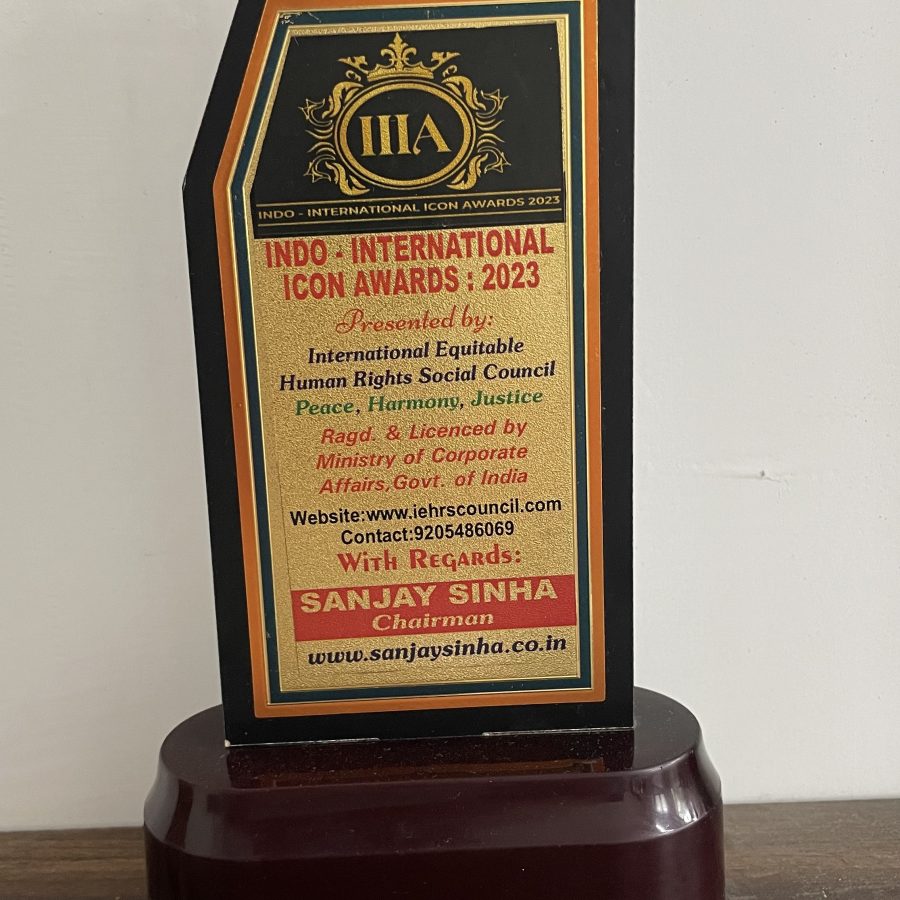 IIIA
INDO - INTERNATIONAL ICON AWARDS 2023
INDO - INTERNATIONAL
ICON AWARDS : 2023
Presented by:
International Equitable
Human Rights Social Council
Peace, Harmony, Justice
Ragd. & Licenced by
Ministry of Corporate
Affairs,Govt. of India
Website:www.iehrscouncil.com
Contact:9205486069
With Regards:
SANJAY SINHA
Chairman
www.sanjaysinha.co.in